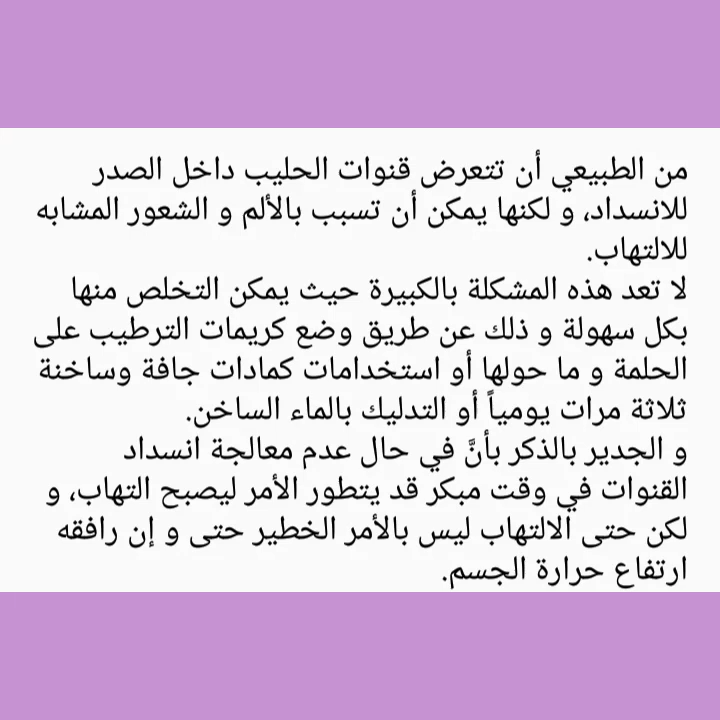 من الطبيعي أن تتعرض قنوات الحليب داخل الصدر
للانسداد، و لكنها يمكن أن تسبب بالألم و الشعور المشابه
للالتهاب.
لا تعد هذه المشكلة بالكبيرة حيث يمكن التخلص منها
بكل سهولة و ذلك عن طريق وضع كريمات الترطيب على
الحلمة و ما حولها أو استخدامات كمادات جافة وساخنة
ثلاثة مرات يومياً أو التدليك بالماء الساخن.
و الجدير بالذكر بأنَّ في حال عدم معالجة انسداد
القنوات في وقت مبكر قد يتطور الأمر ليصبح التهاب، و
لكن حتى الالتهاب ليس بالأمر الخطير حتى و إن رافقه
ارتفاع حرارة الجسم.